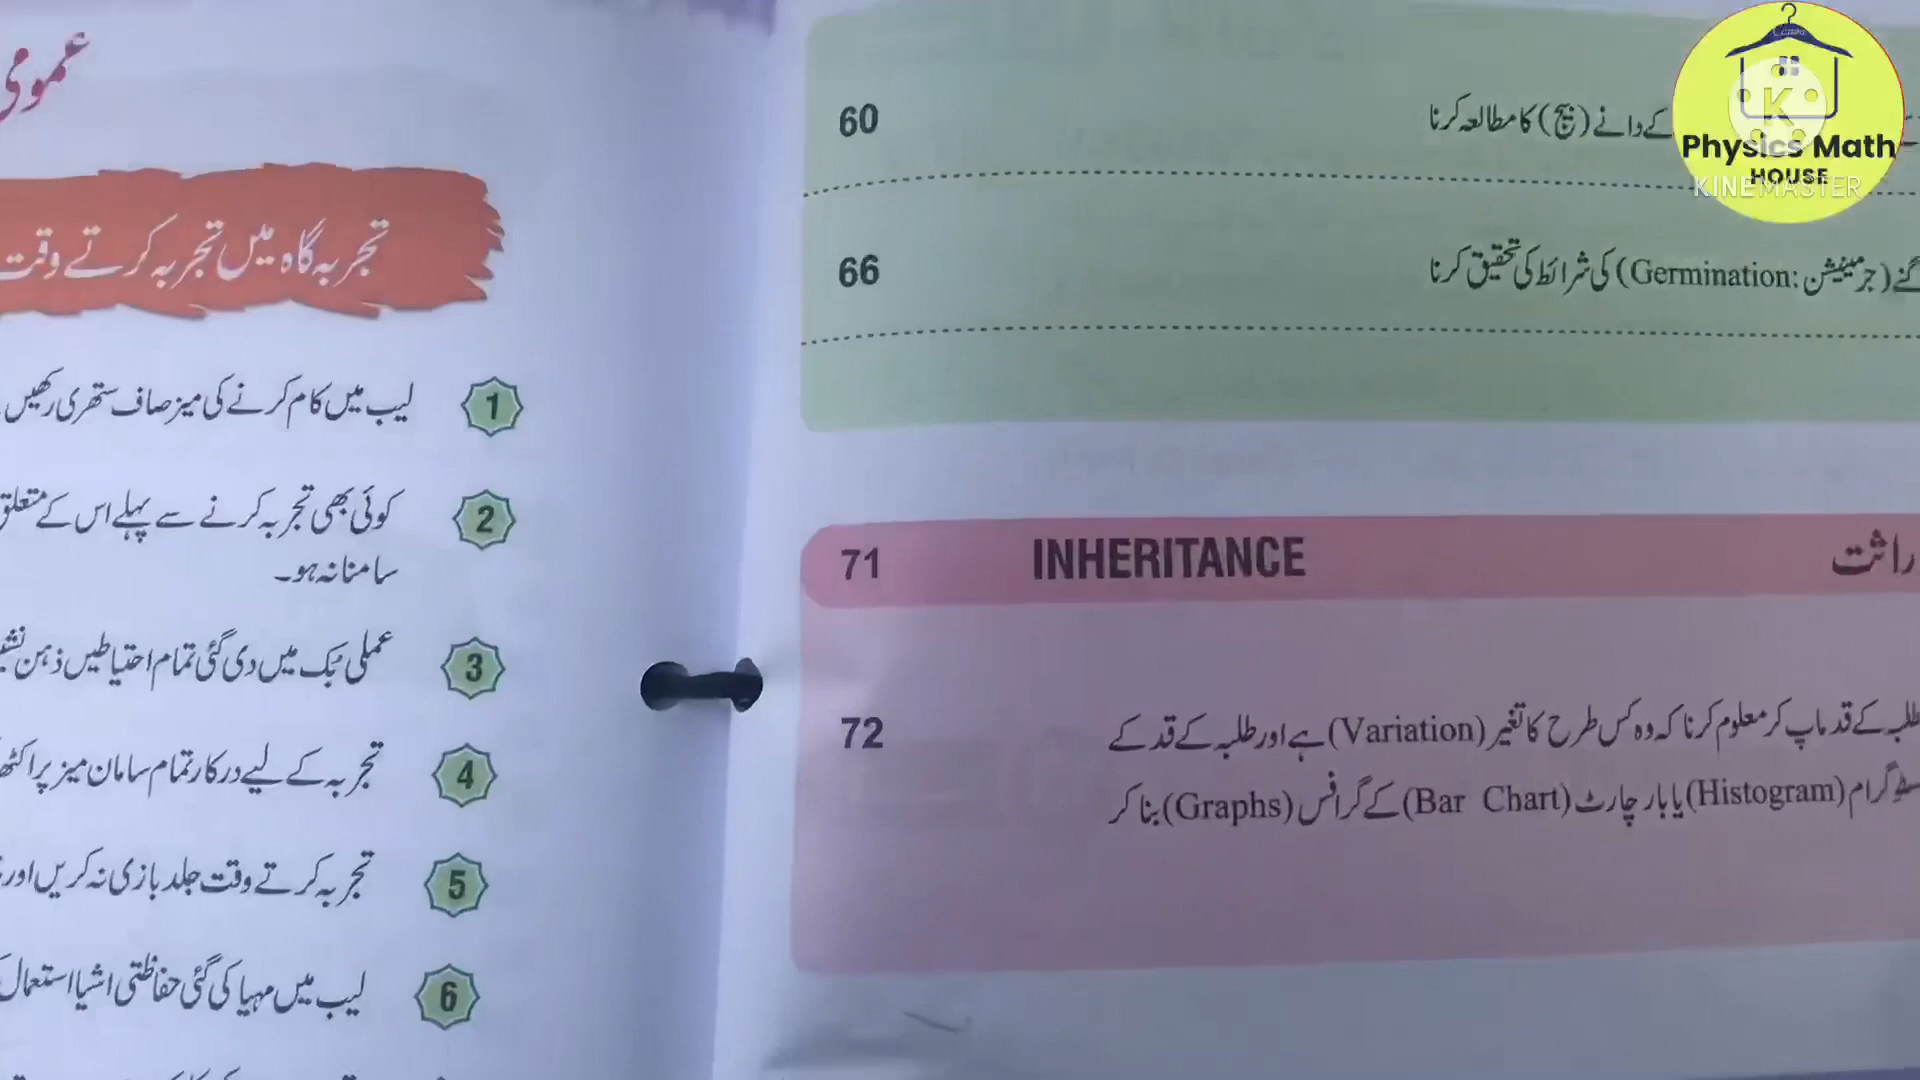 عمومی
تجربہ گاہ میں تجربہ کرتے وقت
1 لیب میں کام کرنے کی میز صاف ستھری رکھیں۔
2 کوئی بھی تجربہ کرنے سے پہلے اس کے متعلق
سامنا نہ ہو۔
3 عملی بک میں دی گئی تمام احتیاطیں ذہن
4 تجربہ کے لیے درکار تمام سامان میز پر
5 تجربہ کرتے وقت جلد بازی نہ کریں اور
6 لیب میں مہیا کی گئی حفاظتی اشیا استعمال
کے دانے (بیج) کا مطالعہ کرنا 60
(جرمینیشن :Germination) کی شرائط کی تحقیق کرنا 66
INHERITANCE 71
کے قد ماپ کر معلوم کرنا کہ وہ کس طرح کا تغیر (Variation) ہے اور طلبہ کے قد کے 72
(Histogram) یا بار چارٹ (Bar Chart) کے گرافس (Graphs) بنا کر
Canva
K
Physics Math
HOUSE
KINEMASTER